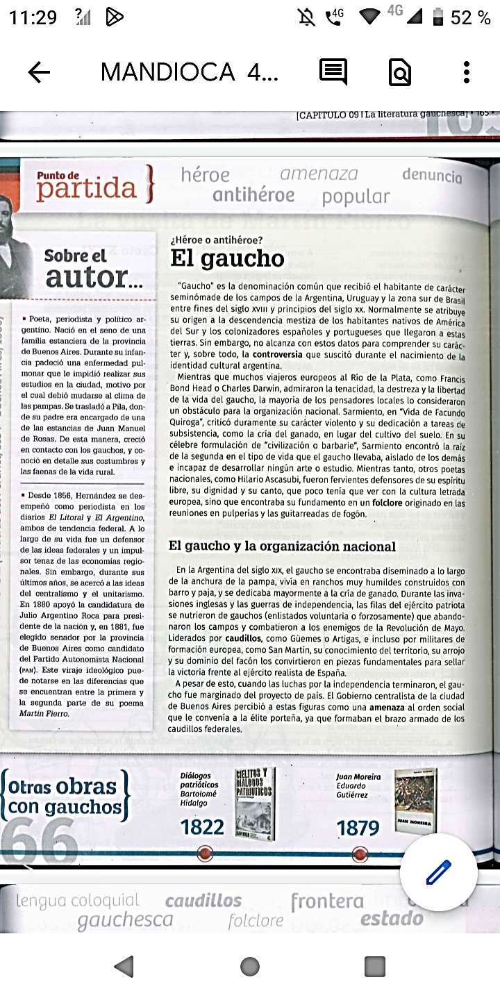 11:29
4G
4G
52 %
MANDIOCA 4...
[CAPÍTULO 09 | La literatura gauchesca] • 165 •
Punto de
partida
héroe amenaza denuncia
antihéroe popular
Sobre el
autor...
▪ Poeta, periodista y político ar-
gentino. Nació en el seno de una
familia estanciera de la provincia
de Buenos Aires. Durante su infan-
cia padeció una enfermedad pul-
monar que le impidió realizar sus
estudios en la ciudad, motivo por
el cual debió mudarse al clima de
las pampas. Se trasladó a Pila, don-
de su padre era encargado de una
de las estancias de Juan Manuel
de Rosas. De esta manera, creció
en contacto con los gauchos, y co-
noció en detalle sus costumbres y
las faenas de la vida rural.
▪ Desde 1856, Hernández se des-
empeñó como periodista en los
diarios El Litoral y El Argentino,
ambos de tendencia federal. A lo
largo de su vida fue un defensor
de las ideas federales y un impul-
sor tenaz de las economías regio-
nales. Sin embargo, durante sus
últimos años, se acercó a las ideas
del centralismo y el unitarismo.
En 1880 apoyó la candidatura de
Julio Argentino Roca para presi-
dente de la nación y, en 1881, fue
elegido senador por la provincia
de Buenos Aires como candidato
del Partido Autonomista Nacional
(PAN). Este viraje ideológico pue-
de notarse en las diferencias que
se encuentran entre la primera y
la segunda parte de su poema
Martín Fierro.
¿Héroe o antihéroe?
El gaucho
"Gaucho" es la denominación común que recibió el habitante de carácter
seminómade de los campos de la Argentina, Uruguay y la zona sur de Brasil
entre fines del siglo XVIII y principios del siglo XX. Normalmente se atribuye
su origen a la descendencia mestiza de los habitantes nativos de América
del Sur y los colonizadores españoles y portugueses que llegaron a estas
tierras. Sin embargo, no alcanza con estos datos para comprender su carác-
ter y, sobre todo, la controversia que suscitó durante el nacimiento de la
identidad cultural argentina.
Mientras que muchos viajeros europeos al Río de la Plata, como Francis
Bond Head o Charles Darwin, admiraron la tenacidad, la destreza y la libertad
de la vida del gaucho, la mayoría de los pensadores locales lo consideraron
un obstáculo para la organización nacional. Sarmiento, en "Vida de Facundo
Quiroga", criticó duramente su carácter violento y su dedicación a tareas de
subsistencia, como la cría del ganado, en lugar del cultivo del suelo. En su
célebre formulación de "civilización o barbarie", Sarmiento encontró la raíz
de la segunda en el tipo de vida que el gaucho llevaba, aislado de los demás
e incapaz de desarrollar ningún arte o estudio. Mientras tanto, otros poetas
nacionales, como Hilario Ascasubi, fueron fervientes defensores de su espíritu
libre, su dignidad y su canto, que poco tenía que ver con la cultura letrada
europea, sino que encontraba su fundamento en un folclore originado en las
reuniones en pulperías y las guitarreadas de fogón.
El gaucho y la organización nacional
En la Argentina del siglo XIX, el gaucho se encontraba diseminado a lo largo
de la anchura de la pampa, vivía en ranchos muy humildes construidos con
barro y paja, y se dedicaba mayormente a la cría de ganado. Durante las inva-
siones inglesas y las guerras de independencia, las filas del ejército patriota
se nutrieron de gauchos (enlistados voluntaria o forzosamente) que abando-
naron los campos y combatieron a los enemigos de la Revolución de Mayo.
Liderados por caudillos, como Güemes o Artigas, e incluso por militares de
formación europea, como San Martín, su conocimiento del territorio, su arrojo
y su dominio del facón los convirtieron en piezas fundamentales para sellar
la victoria frente al ejército realista de España.
A pesar de esto, cuando las luchas por la independencia terminaron, el gau-
cho fue marginado del proyecto de país. El Gobierno centralista de la ciudad
de Buenos Aires percibió a estas figuras como una amenaza al orden social
que le convenía a la élite porteña, ya que formaban el brazo armado de los
caudillos federales.
otras obras
con gauchos
66
Diálogos
patrióticos
Bartolomé
Hidalgo
1822
CIELITOS Y
DIÁLOGOS
PATRIÓTICOS
Juan Moreira
Eduardo
Gutiérrez
1879
JUAN MOREIRA
lengua coloquial caudillos frontera
gauchesca folclore estado